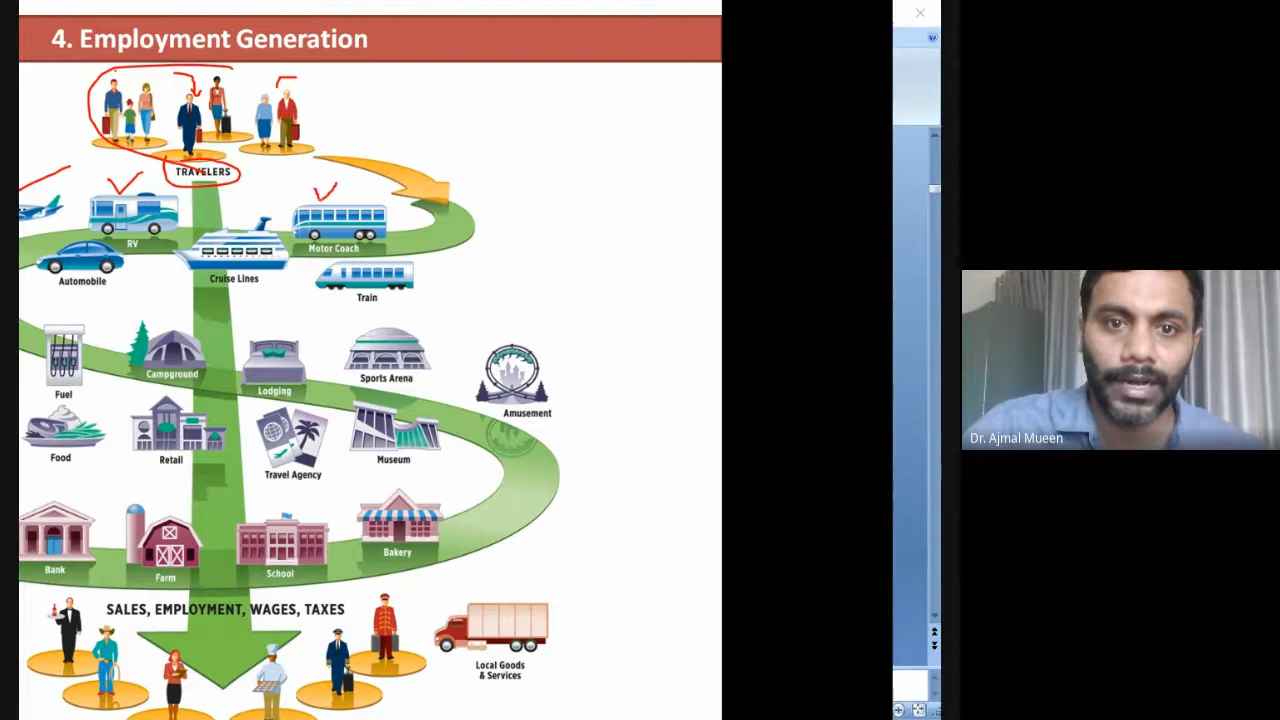 4. Employment Generation
TRAVELERS
RV
Motor Coach
Automobile
Cruise Lines
Train
Fuel
Campground
Lodging
Sports Arena
Amusement
Food
Retail
Travel Agency
Museum
Bank
Farm
School
Bakery
SALES, EMPLOYMENT, WAGES, TAXES
Local Goods
& Services
Dr. Ajmal Mueen